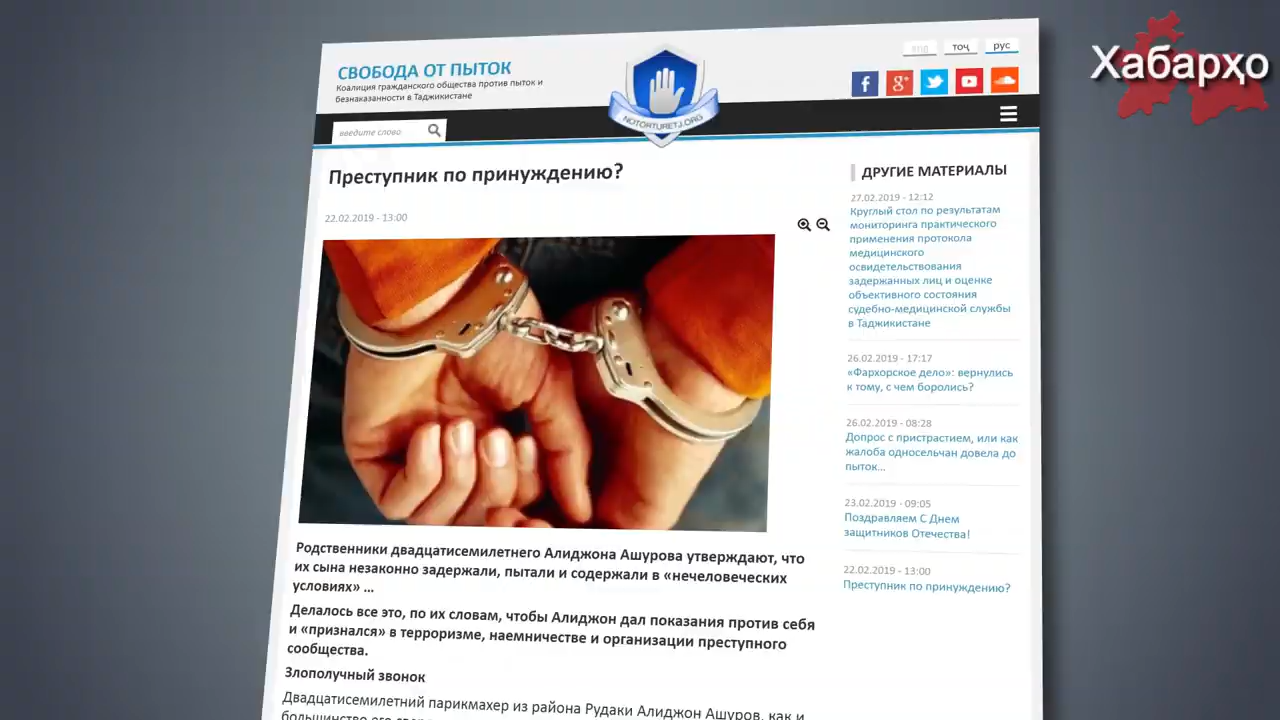 Хабарҳо
СВОБОДА ОТ ПЫТОК
Коалиция гражданского общества против пыток и
безнаказанности в Таджикистане
NOTORTURETJ.ORG
тоҷ
рус
введите слово
Преступник по принуждению?
22.02.2019 - 13:00
Родственники двадцатисемилетнего Алиджона Ашурова утверждают, что
их сына незаконно задержали, пытали и содержали в «нечеловеческих
условиях» ...
Делалось все это, по их словам, чтобы Алиджон дал показания против себя
и «признался» в терроризме, наемничестве и организации преступного
сообщества.
Злополучный звонок
Двадцатисемилетний парикмахер из района Рудаки Алиджон Ашуров, как и
ДРУГИЕ МАТЕРИАЛЫ
27.02.2019 - 12:12
Круглый стол по результатам
мониторинга практического
применения протокола
медицинского
освидетельствования
задержанных лиц и оценке
объективного состояния
судебно-медицинской службы
в Таджикистане
26.02.2019 - 17:17
«Фархорское дело»: вернулись
к тому, с чем боролись?
26.02.2019 - 08:28
Допрос с пристрастием, или как
жалоба односельчан довела до
пыток...
23.02.2019 - 09:05
Поздравляем С Днем
защитников Отечества!
22.02.2019 - 13:00
Преступник по принуждению?